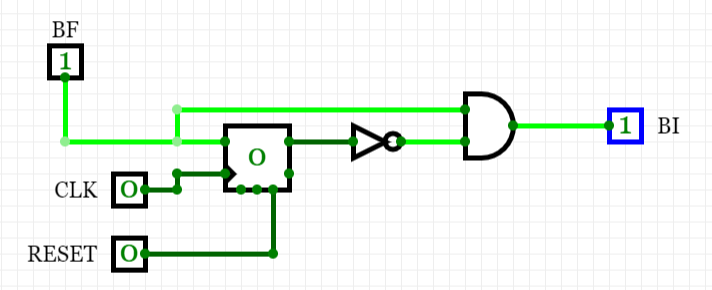 BF
1
0
1 BI
CLK 0
RESET 0